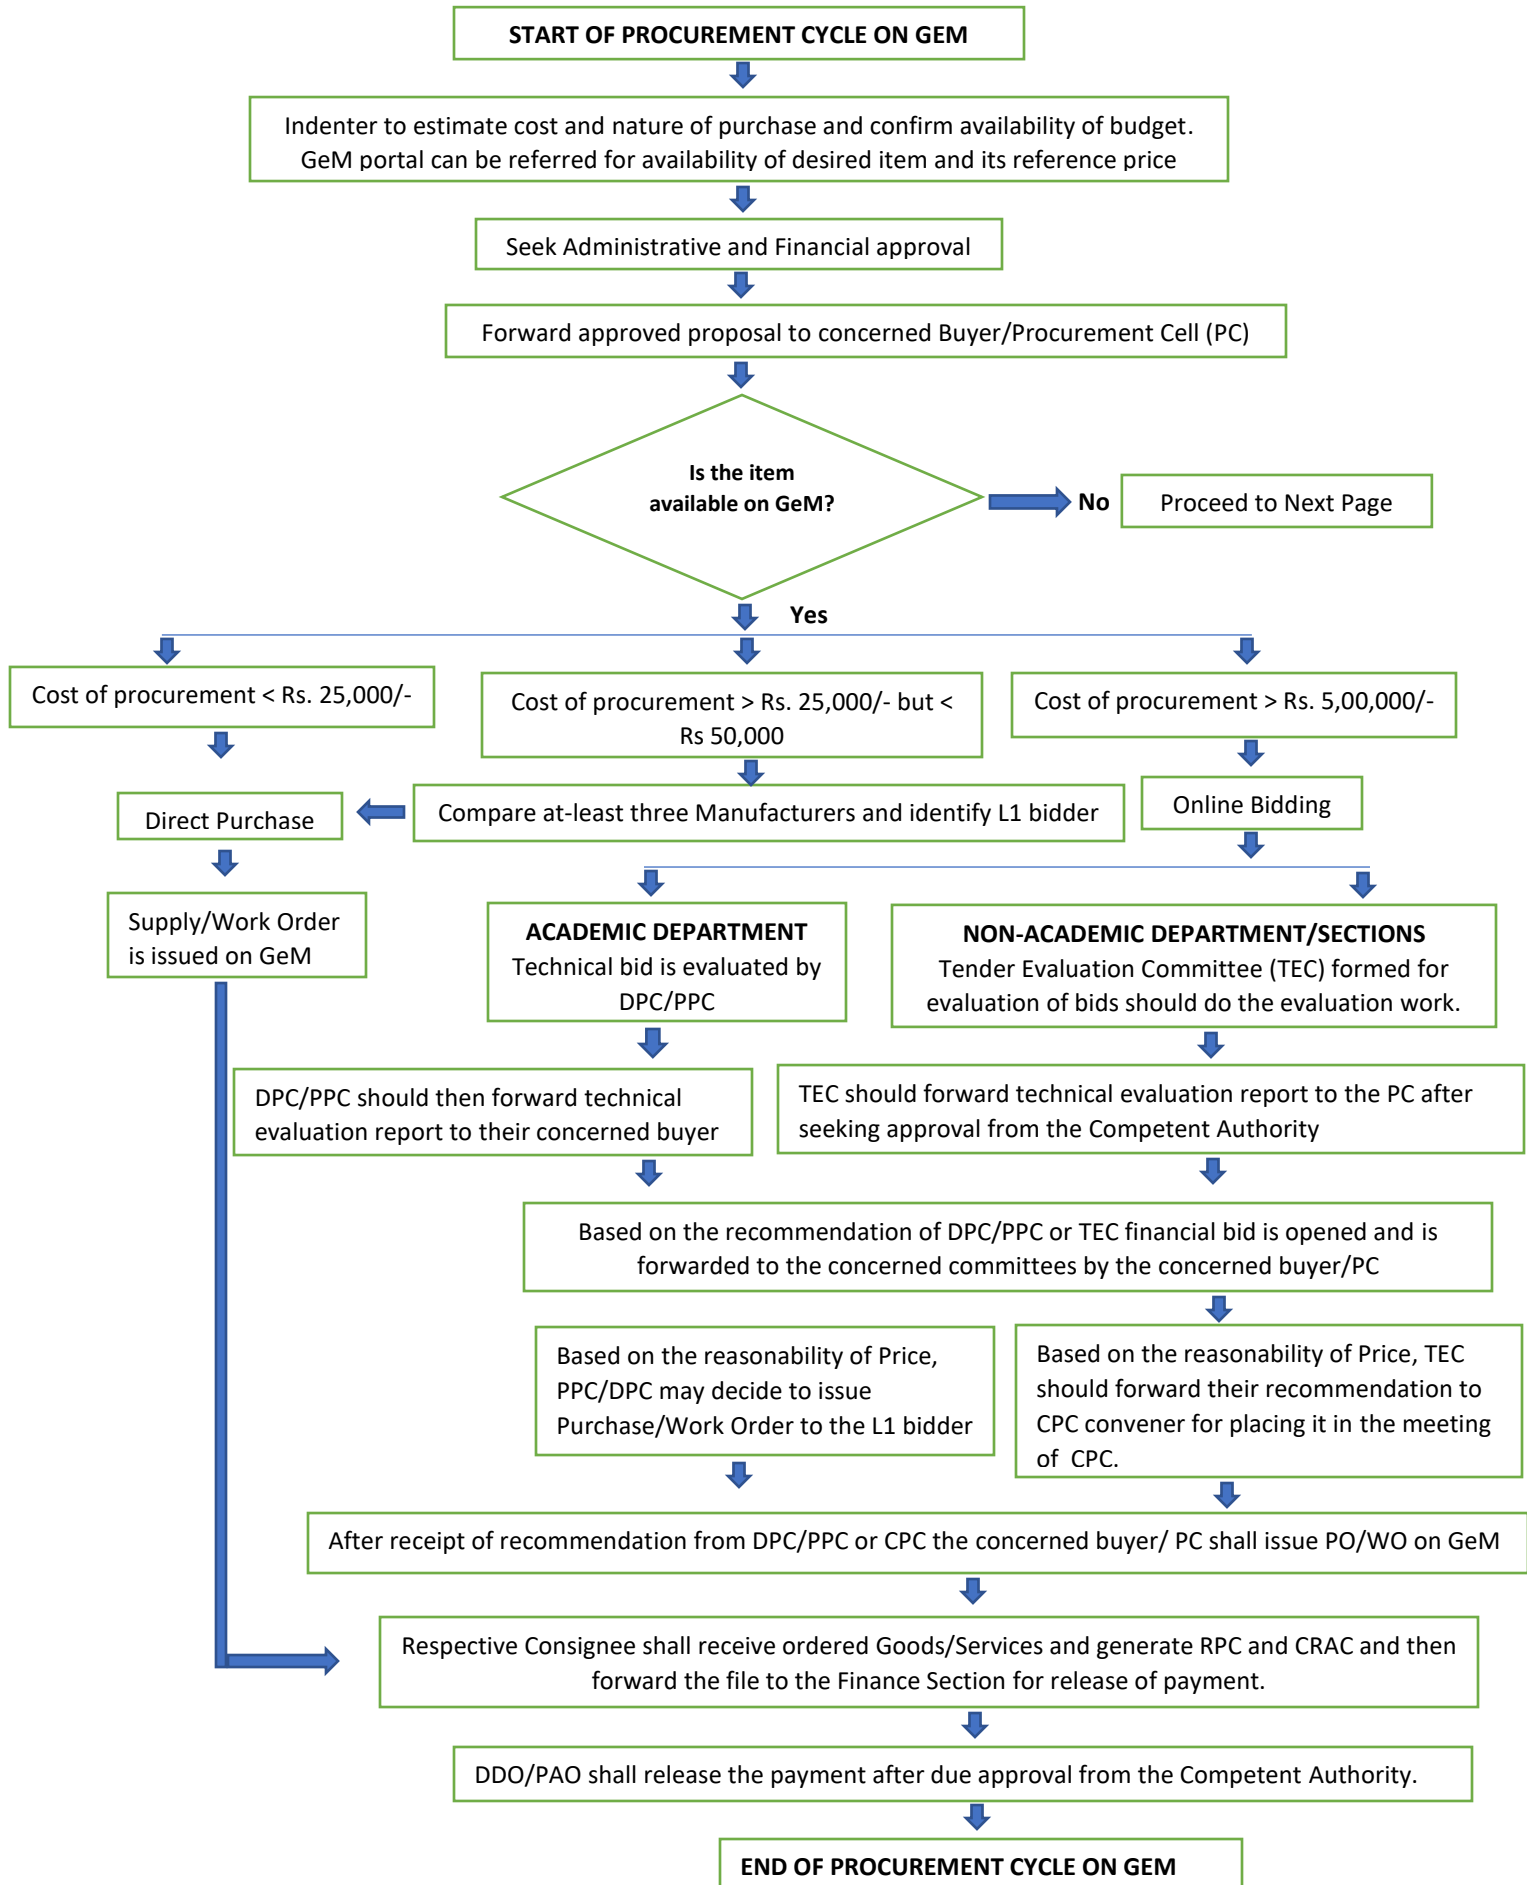 START OF PROCUREMENT CYCLE ON GEM
Indenter to estimate cost and nature of purchase and confirm availability of budget.
GeM portal can be referred for availability of desired item and its reference price
Seek Administrative and Financial approval
Forward approved proposal to concerned Buyer/Procurement Cell (PC)
Is the item
available on GeM?
No
Proceed to Next Page
Yes
Cost of procurement < Rs. 25,000/-
Cost of procurement > Rs. 25,000/- but <
Rs 50,000
Cost of procurement > Rs. 5,00,000/-
Direct Purchase
Compare at-least three Manufacturers and identify L1 bidder
Online Bidding
Supply/Work Order
is issued on GeM
ACADEMIC DEPARTMENT
Technical bid is evaluated by
DPC/PPC
NON-ACADEMIC DEPARTMENT/SECTIONS
Tender Evaluation Committee (TEC) formed for
evaluation of bids should do the evaluation work.
DPC/PPC should then forward technical
evaluation report to their concerned buyer
TEC should forward technical evaluation report to the PC after
seeking approval from the Competent Authority
Based on the recommendation of DPC/PPC or TEC financial bid is opened and is
forwarded to the concerned committees by the concerned buyer/PC
Based on the reasonability of Price,
PPC/DPC may decide to issue
Purchase/Work Order to the L1 bidder
Based on the reasonability of Price, TEC
should forward their recommendation to
CPC convener for placing it in the meeting
of CPC.
After receipt of recommendation from DPC/PPC or CPC the concerned buyer/ PC shall issue PO/WO on GeM
Respective Consignee shall receive ordered Goods/Services and generate RPC and CRAC and then
forward the file to the Finance Section for release of payment.
DDO/PAO shall release the payment after due approval from the Competent Authority.
END OF PROCUREMENT CYCLE ON GEM